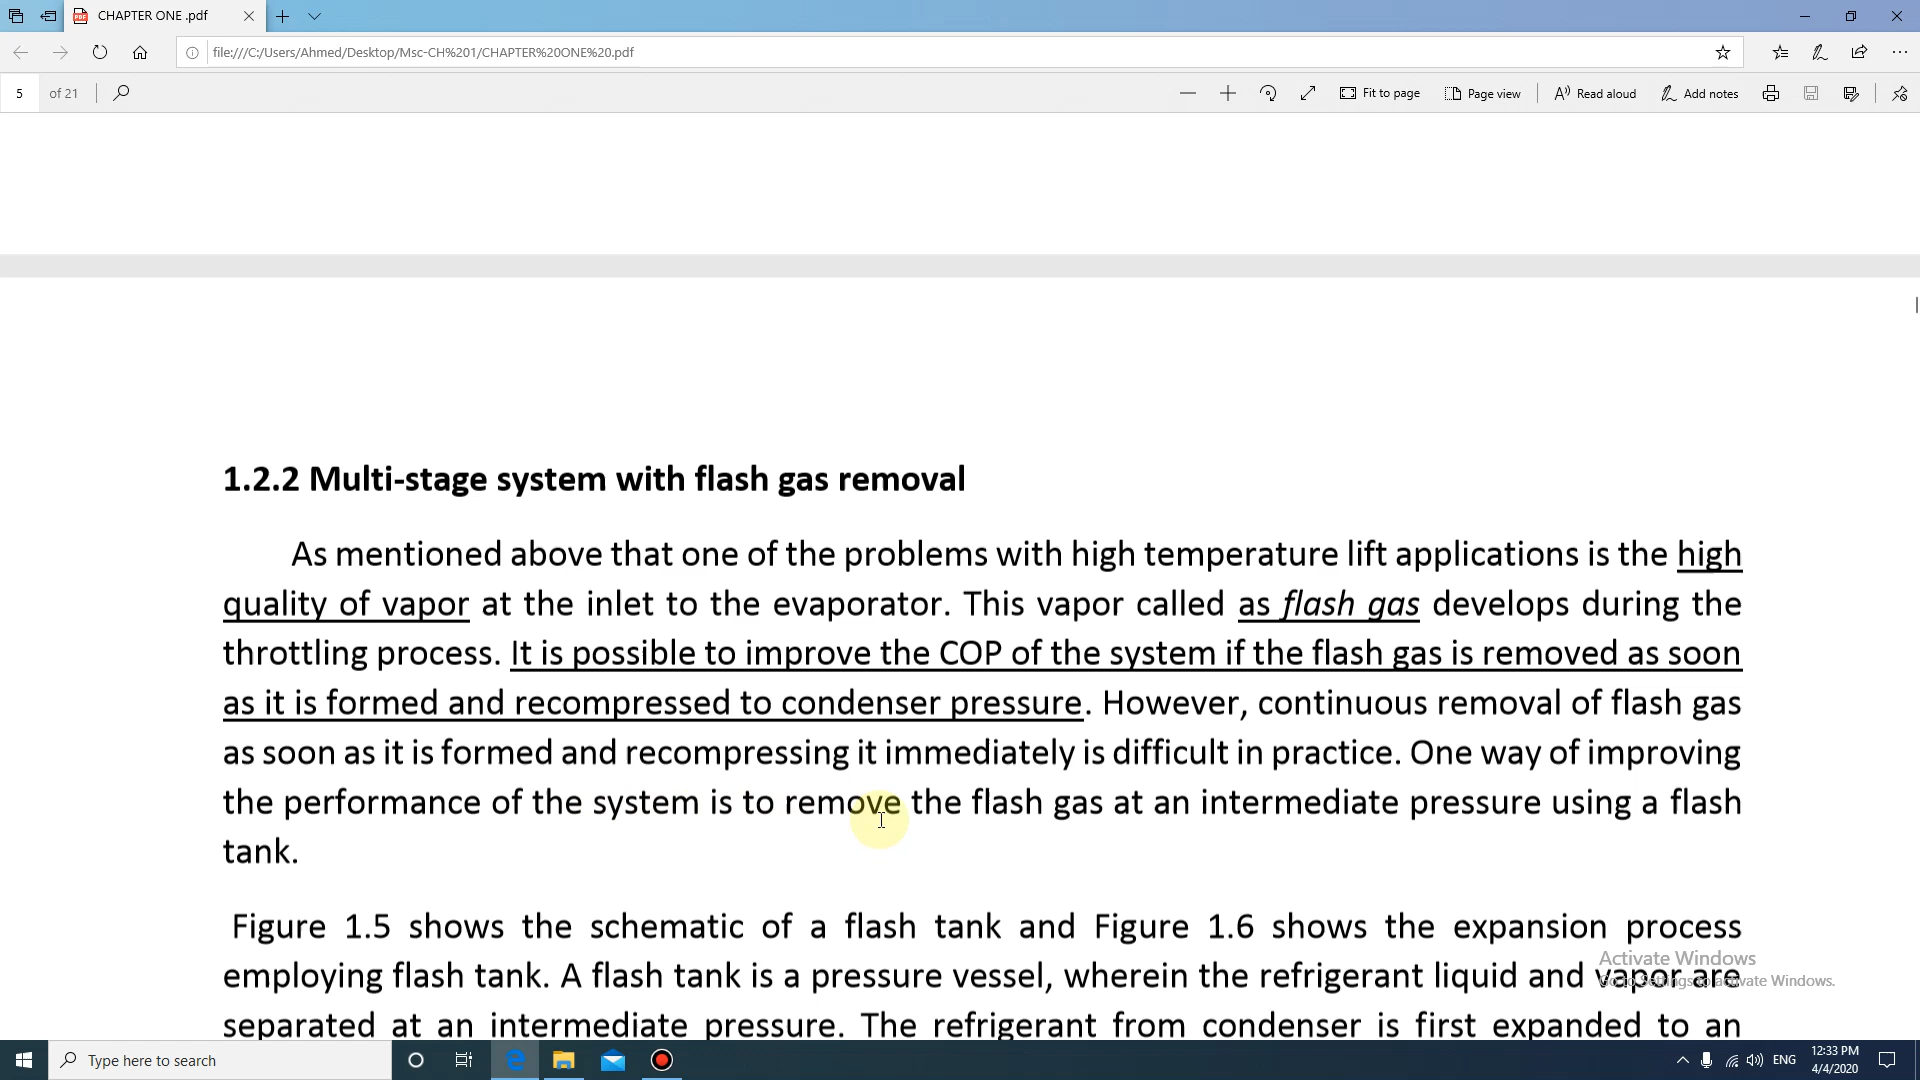 CHAPTER ONE .pdf
file:///C:/Users/Ahmed/Desktop/Msc-CH%201/CHAPTER%20ONE%20.pdf
5 of 21 Fit to page Page view Read aloud Add notes
1.2.2 Multi-stage system with flash gas removal
As mentioned above that one of the problems with high temperature lift applications is the high
quality of vapor at the inlet to the evaporator. This vapor called as flash gas develops during the
throttling process. It is possible to improve the COP of the system if the flash gas is removed as soon
as it is formed and recompressed to condenser pressure. However, continuous removal of flash gas
as soon as it is formed and recompressing it immediately is difficult in practice. One way of improving
the performance of the system is to remove the flash gas at an intermediate pressure using a flash
tank.
Figure 1.5 shows the schematic of a flash tank and Figure 1.6 shows the expansion process
employing flash tank. A flash tank is a pressure vessel, wherein the refrigerant liquid and vapor are
separated at an intermediate pressure. The refrigerant from condenser is first expanded to an
Activate Windows
Go to Settings to activate Windows.
Type here to search
ENG
12:33 PM
4/4/2020